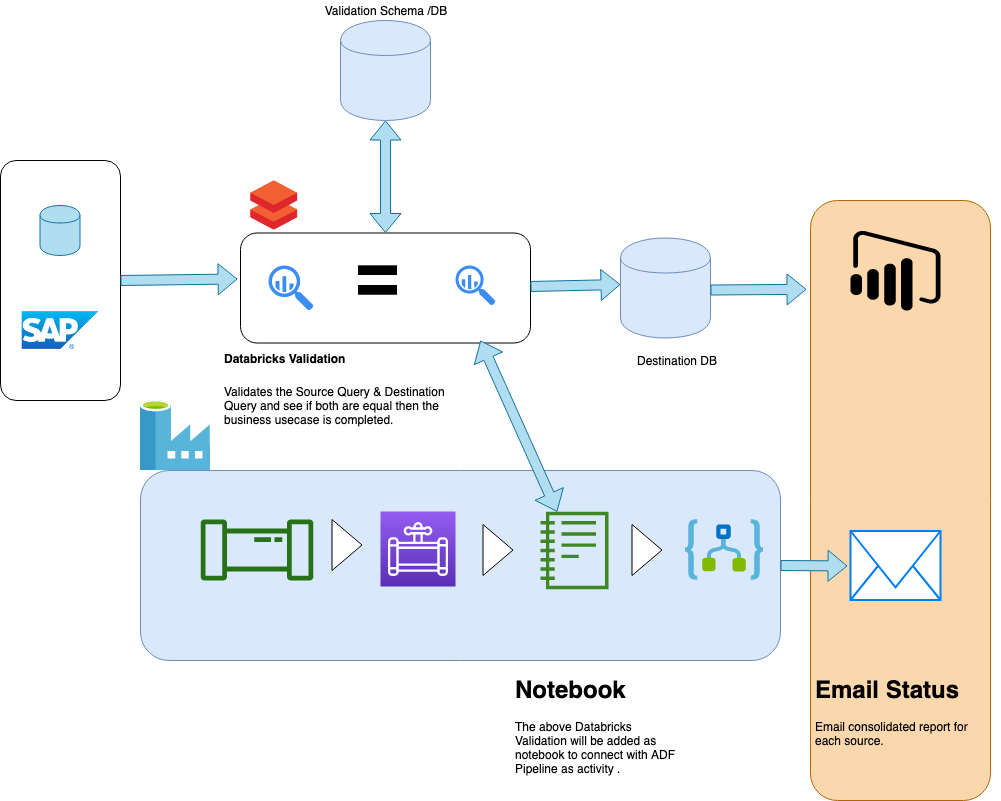 Validation Schema /DB
SAP
®
Databricks Validation
Validates the Source Query & Destination
Query and see if both are equal then the
business usecase is completed.
Destination DB
Notebook
The above Databricks
Validation will be added as
notebook to connect with ADF
Pipeline as activity .
Email Status
Email consolidated report for
each source.